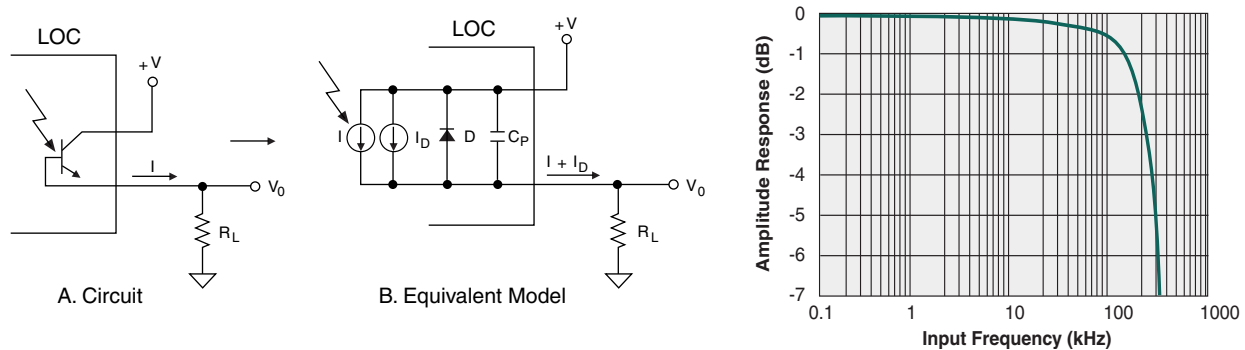 LOC
+V
I
V0
RL
A. Circuit
LOC
+V
I
ID
D
CP
I + ID
V0
RL
B. Equivalent Model
Amplitude Response (dB)
0
-1
-2
-3
-4
-5
-6
-7
0.1
1
10
100
1000
Input Frequency (kHz)